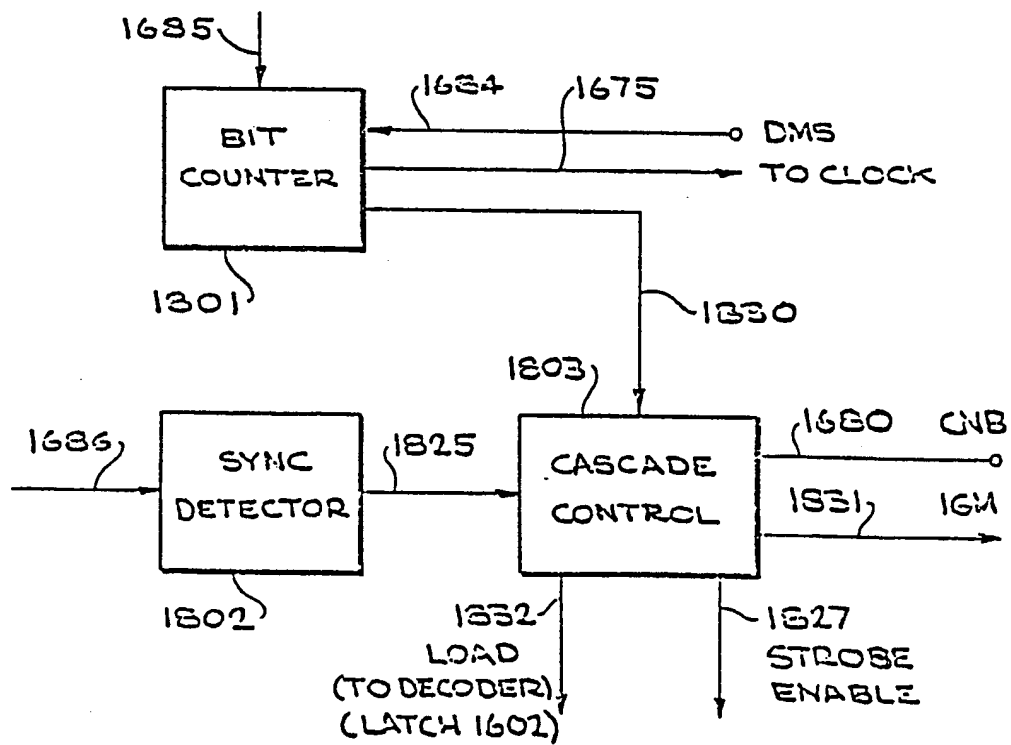 1685
1684
1675
BIT
COUNTER
DMS
TO CLOCK
1801
1830
1803
1686
SYNC
DETECTOR
1825
CASCADE
CONTROL
1680
CNB
1831
IGM
1802
1832
LOAD
(TO DECODER)
(LATCH 1602)
1827
STROBE
ENABLE